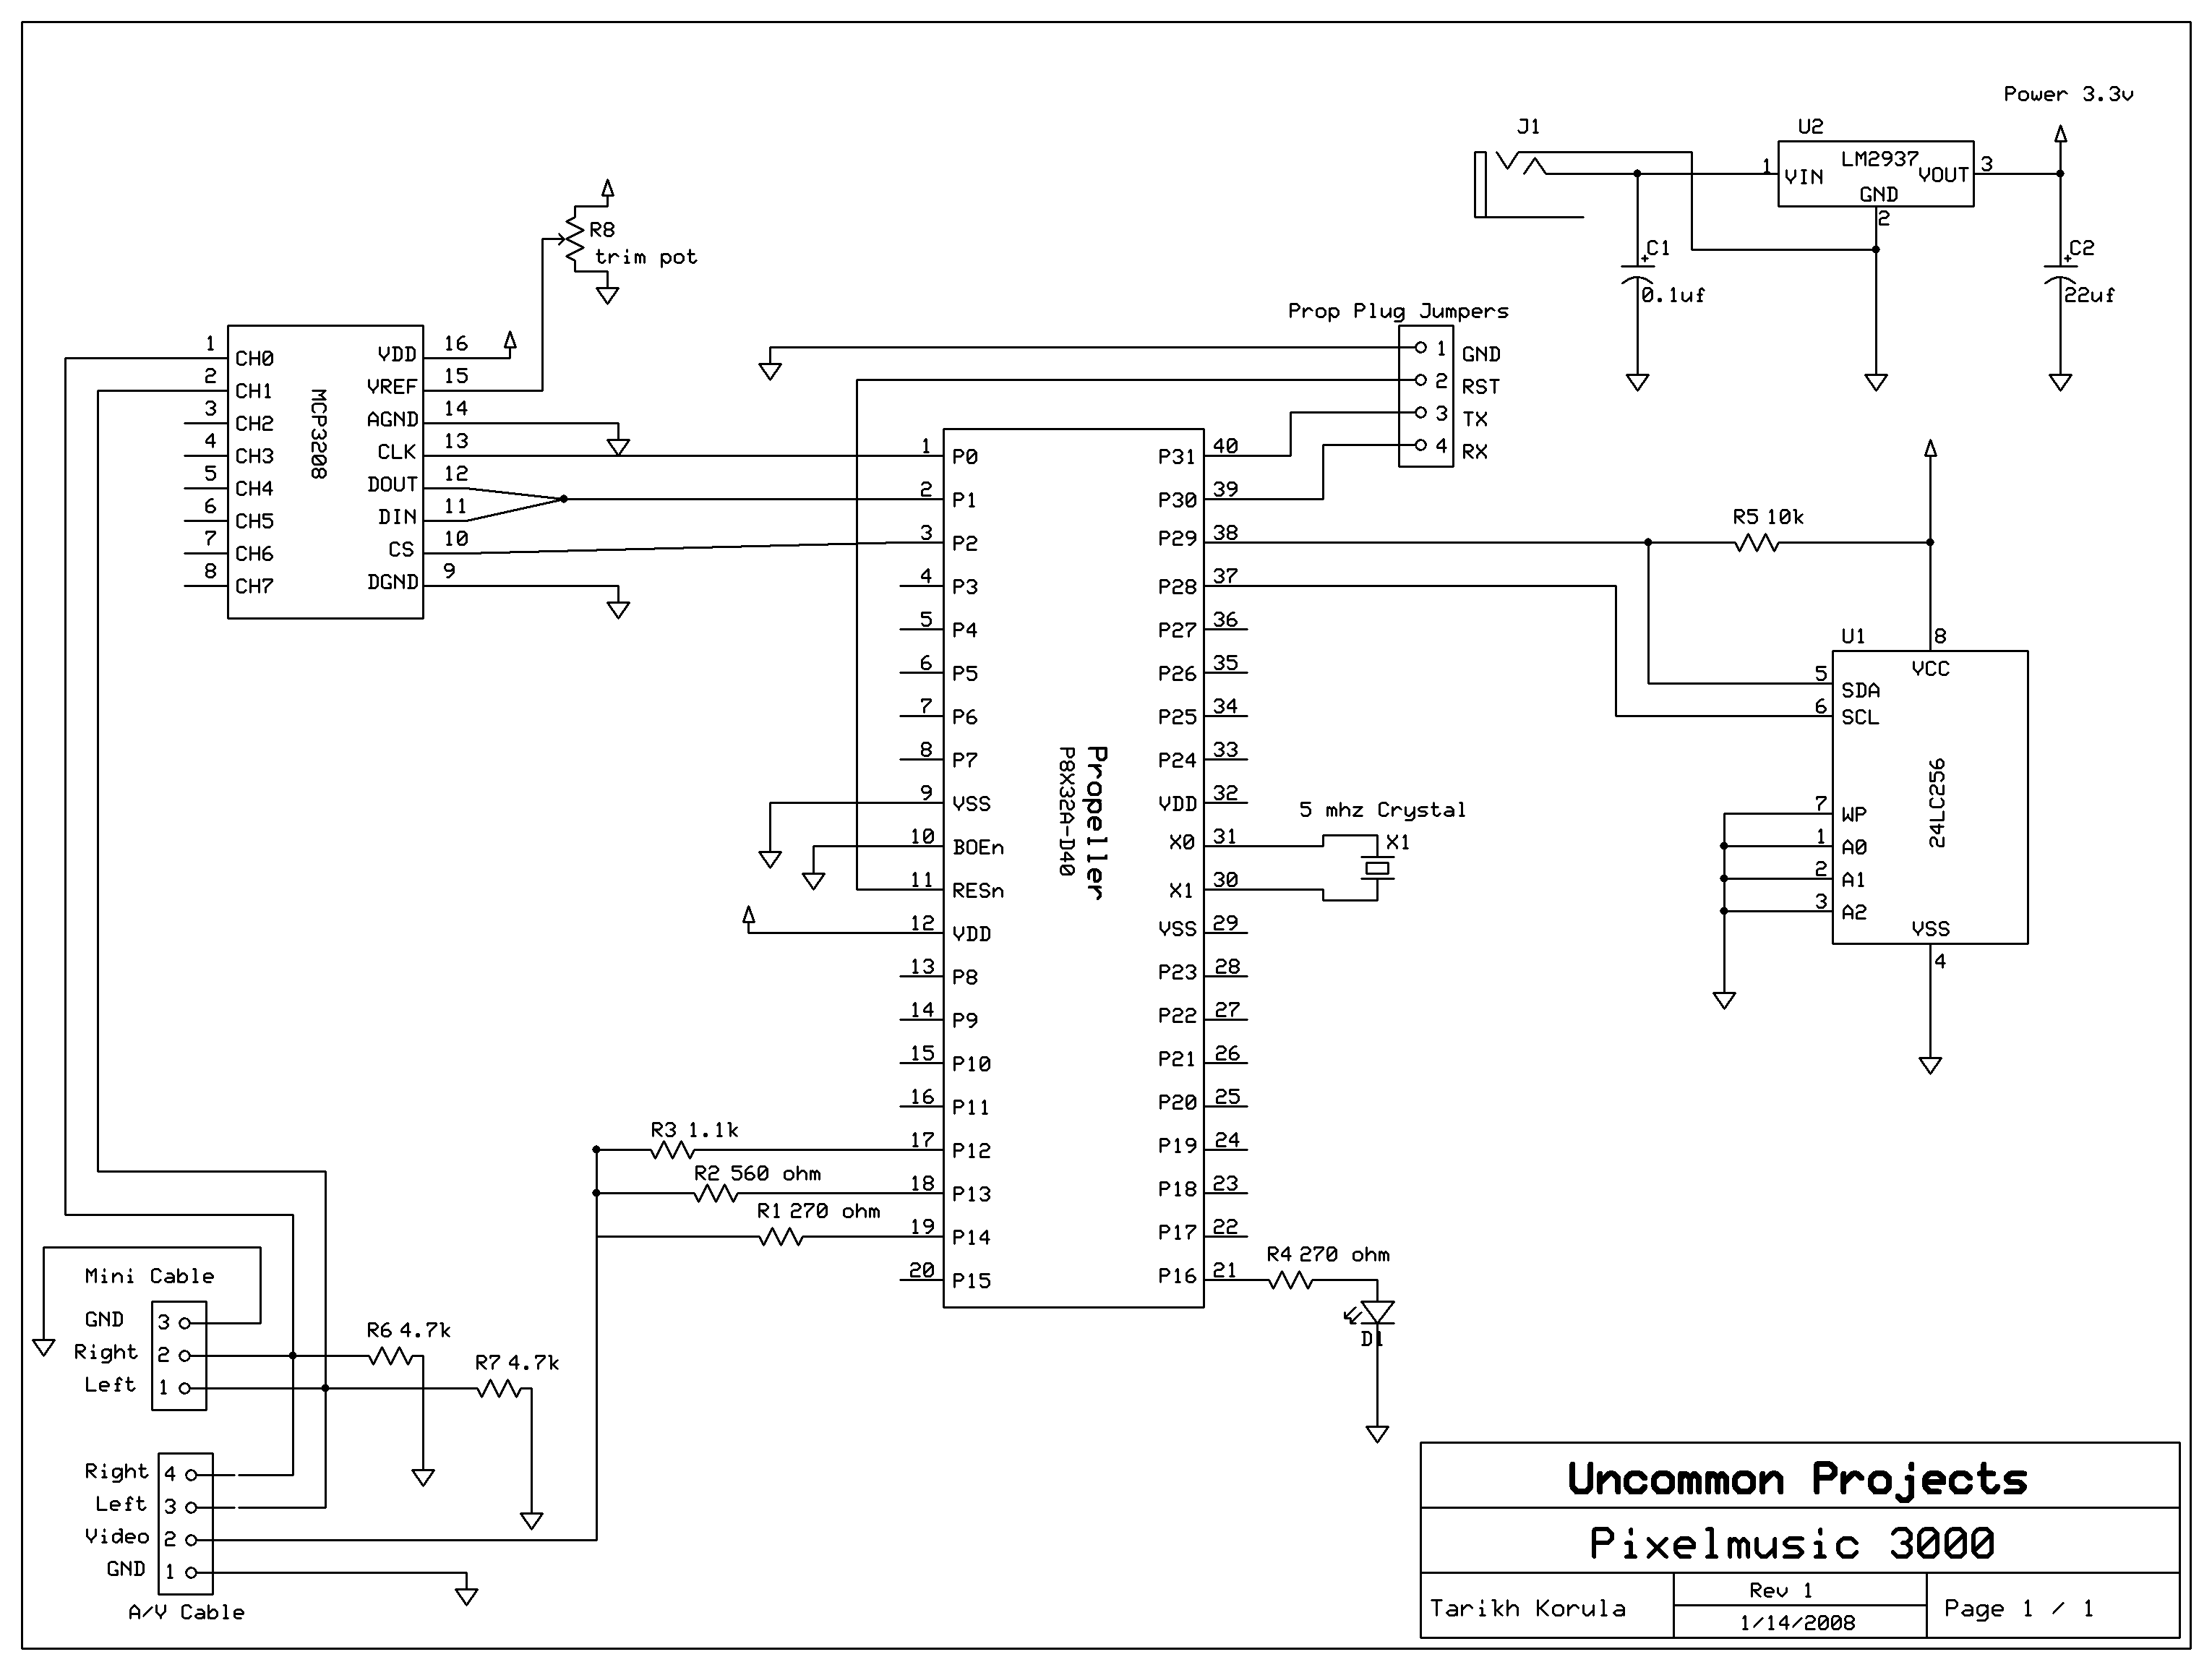 Power 3.3v
J1
U2
1 VIN LM2937 VOUT 3
GND
2
C1
+
0.1uf
C2
+
22uf
R8
trim pot
MCP3208
1 CH0
2 CH1
3 CH2
4 CH3
5 CH4
6 CH5
7 CH6
8 CH7
VDD 16
VREF 15
AGND 14
CLK 13
DOUT 12
DIN 11
CS 10
DGND 9
Prop Plug Jumpers
1 GND
2 RST
3 TX
4 RX
Propeller
P8X32A-D40
1 P0
2 P1
3 P2
4 P3
5 P4
6 P5
7 P6
8 P7
9 VSS
10 BOEn
11 RESn
12 VDD
13 P8
14 P9
15 P10
16 P11
17 P12
18 P13
19 P14
20 P15
P31 40
P30 39
P29 38
P28 37
P27 36
P26 35
P25 34
P24 33
VDD 32
X0 31
X1 30
VSS 29
P23 28
P22 27
P21 26
P20 25
P19 24
P18 23
P17 22
P16 21
R5 10k
U1
8
VCC
5 SDA
6 SCL
24LC256
7 WP
1 A0
2 A1
3 A2
VSS
4
5 mhz Crystal
X1
R3 1.1k
R2 560 ohm
R1 270 ohm
R4 270 ohm
D1
Mini Cable
GND 3
Right 2
Left 1
R6 4.7k
R7 4.7k
Right 4
Left 3
Video 2
GND 1
A/V Cable
Uncommon Projects
Pixelmusic 3000
Tarikh Korula
Rev 1
1/14/2008
Page 1 / 1